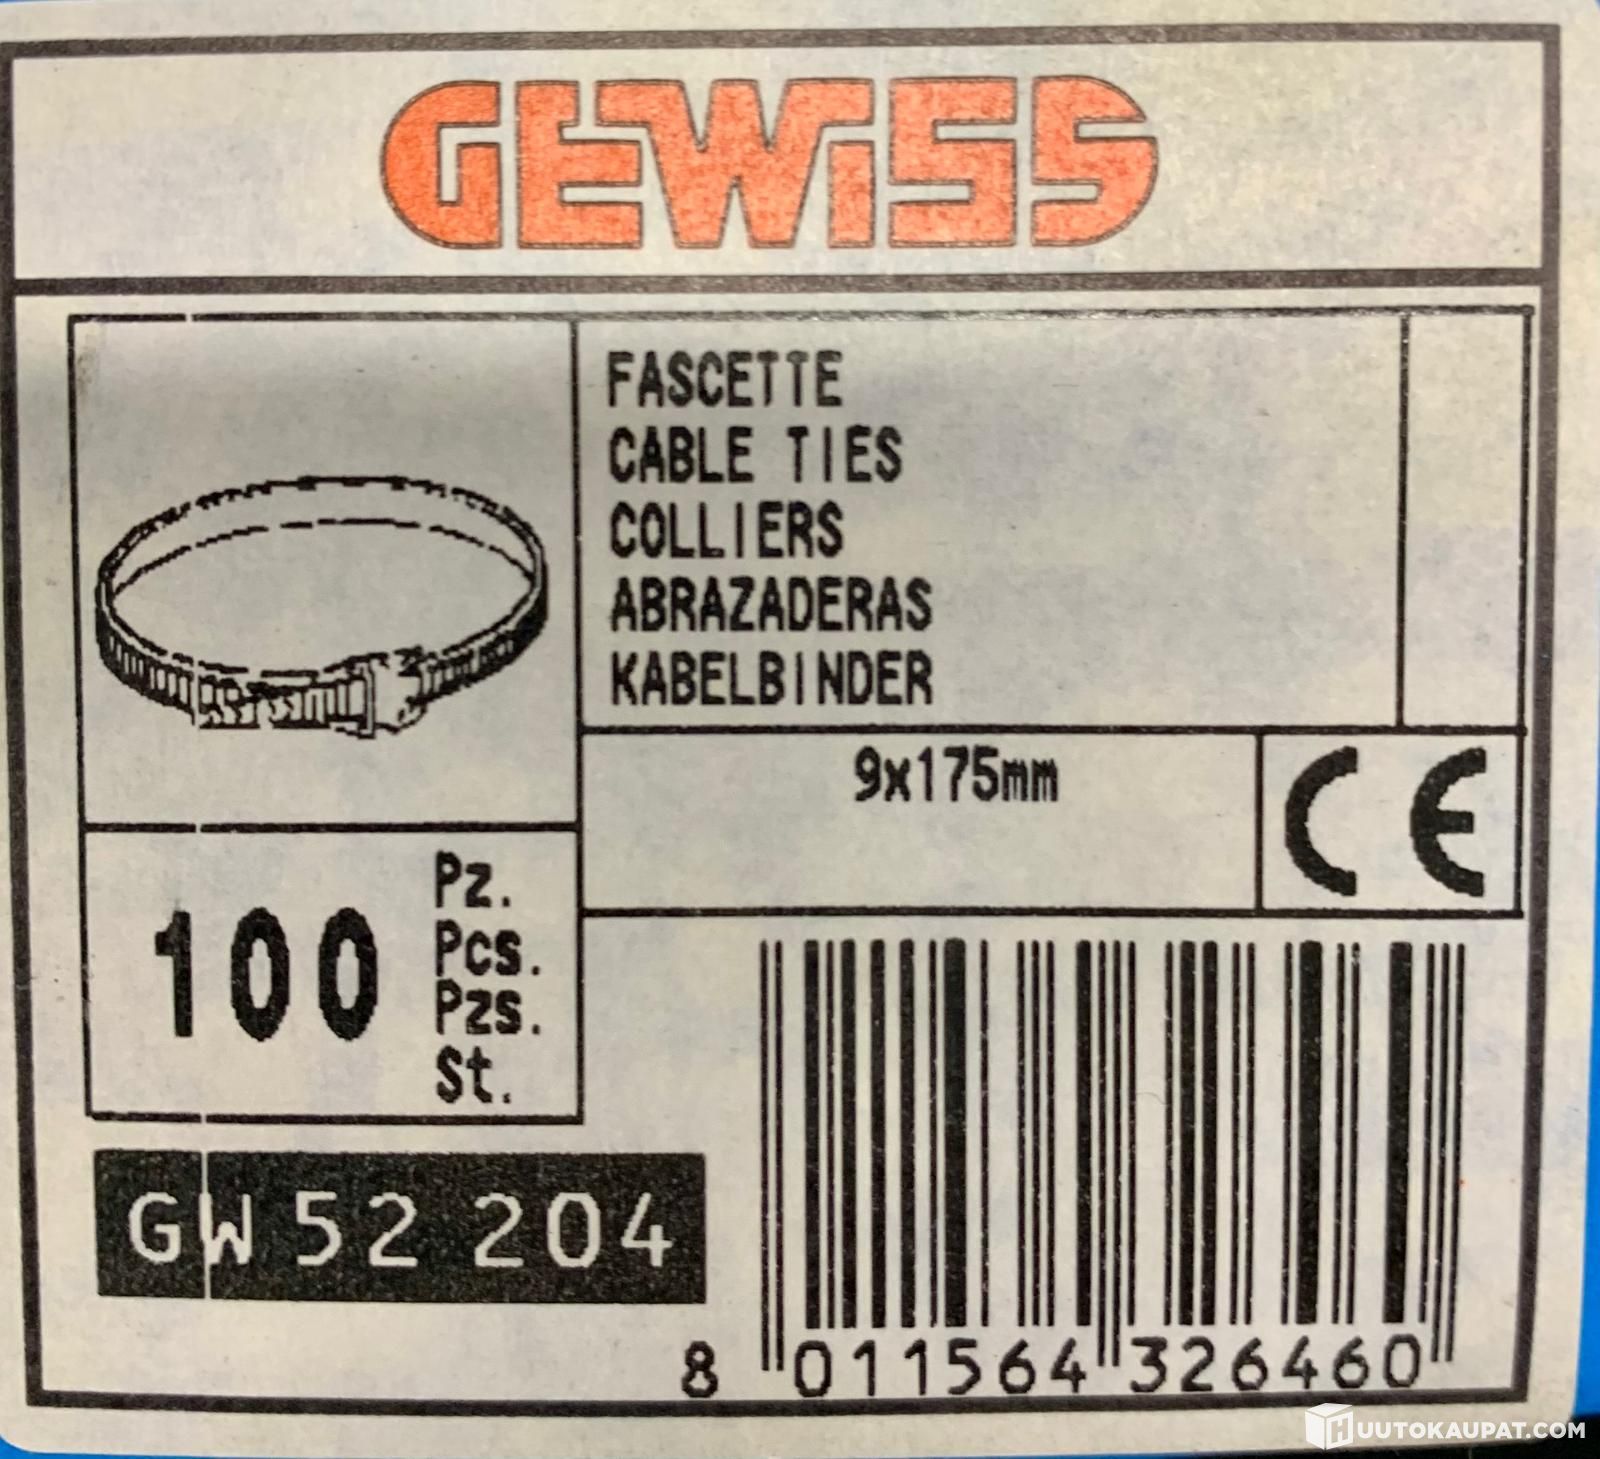 GEWiSS
FASCETTE
CABLE TIES
COLLIERS
ABRAZADERAS
KABELBINDER
9x175mm
CE
100
Pz.
Pcs.
Pzs.
St.
GW 52 204
8 011564 326460
HUUTOKAUPAT.COM